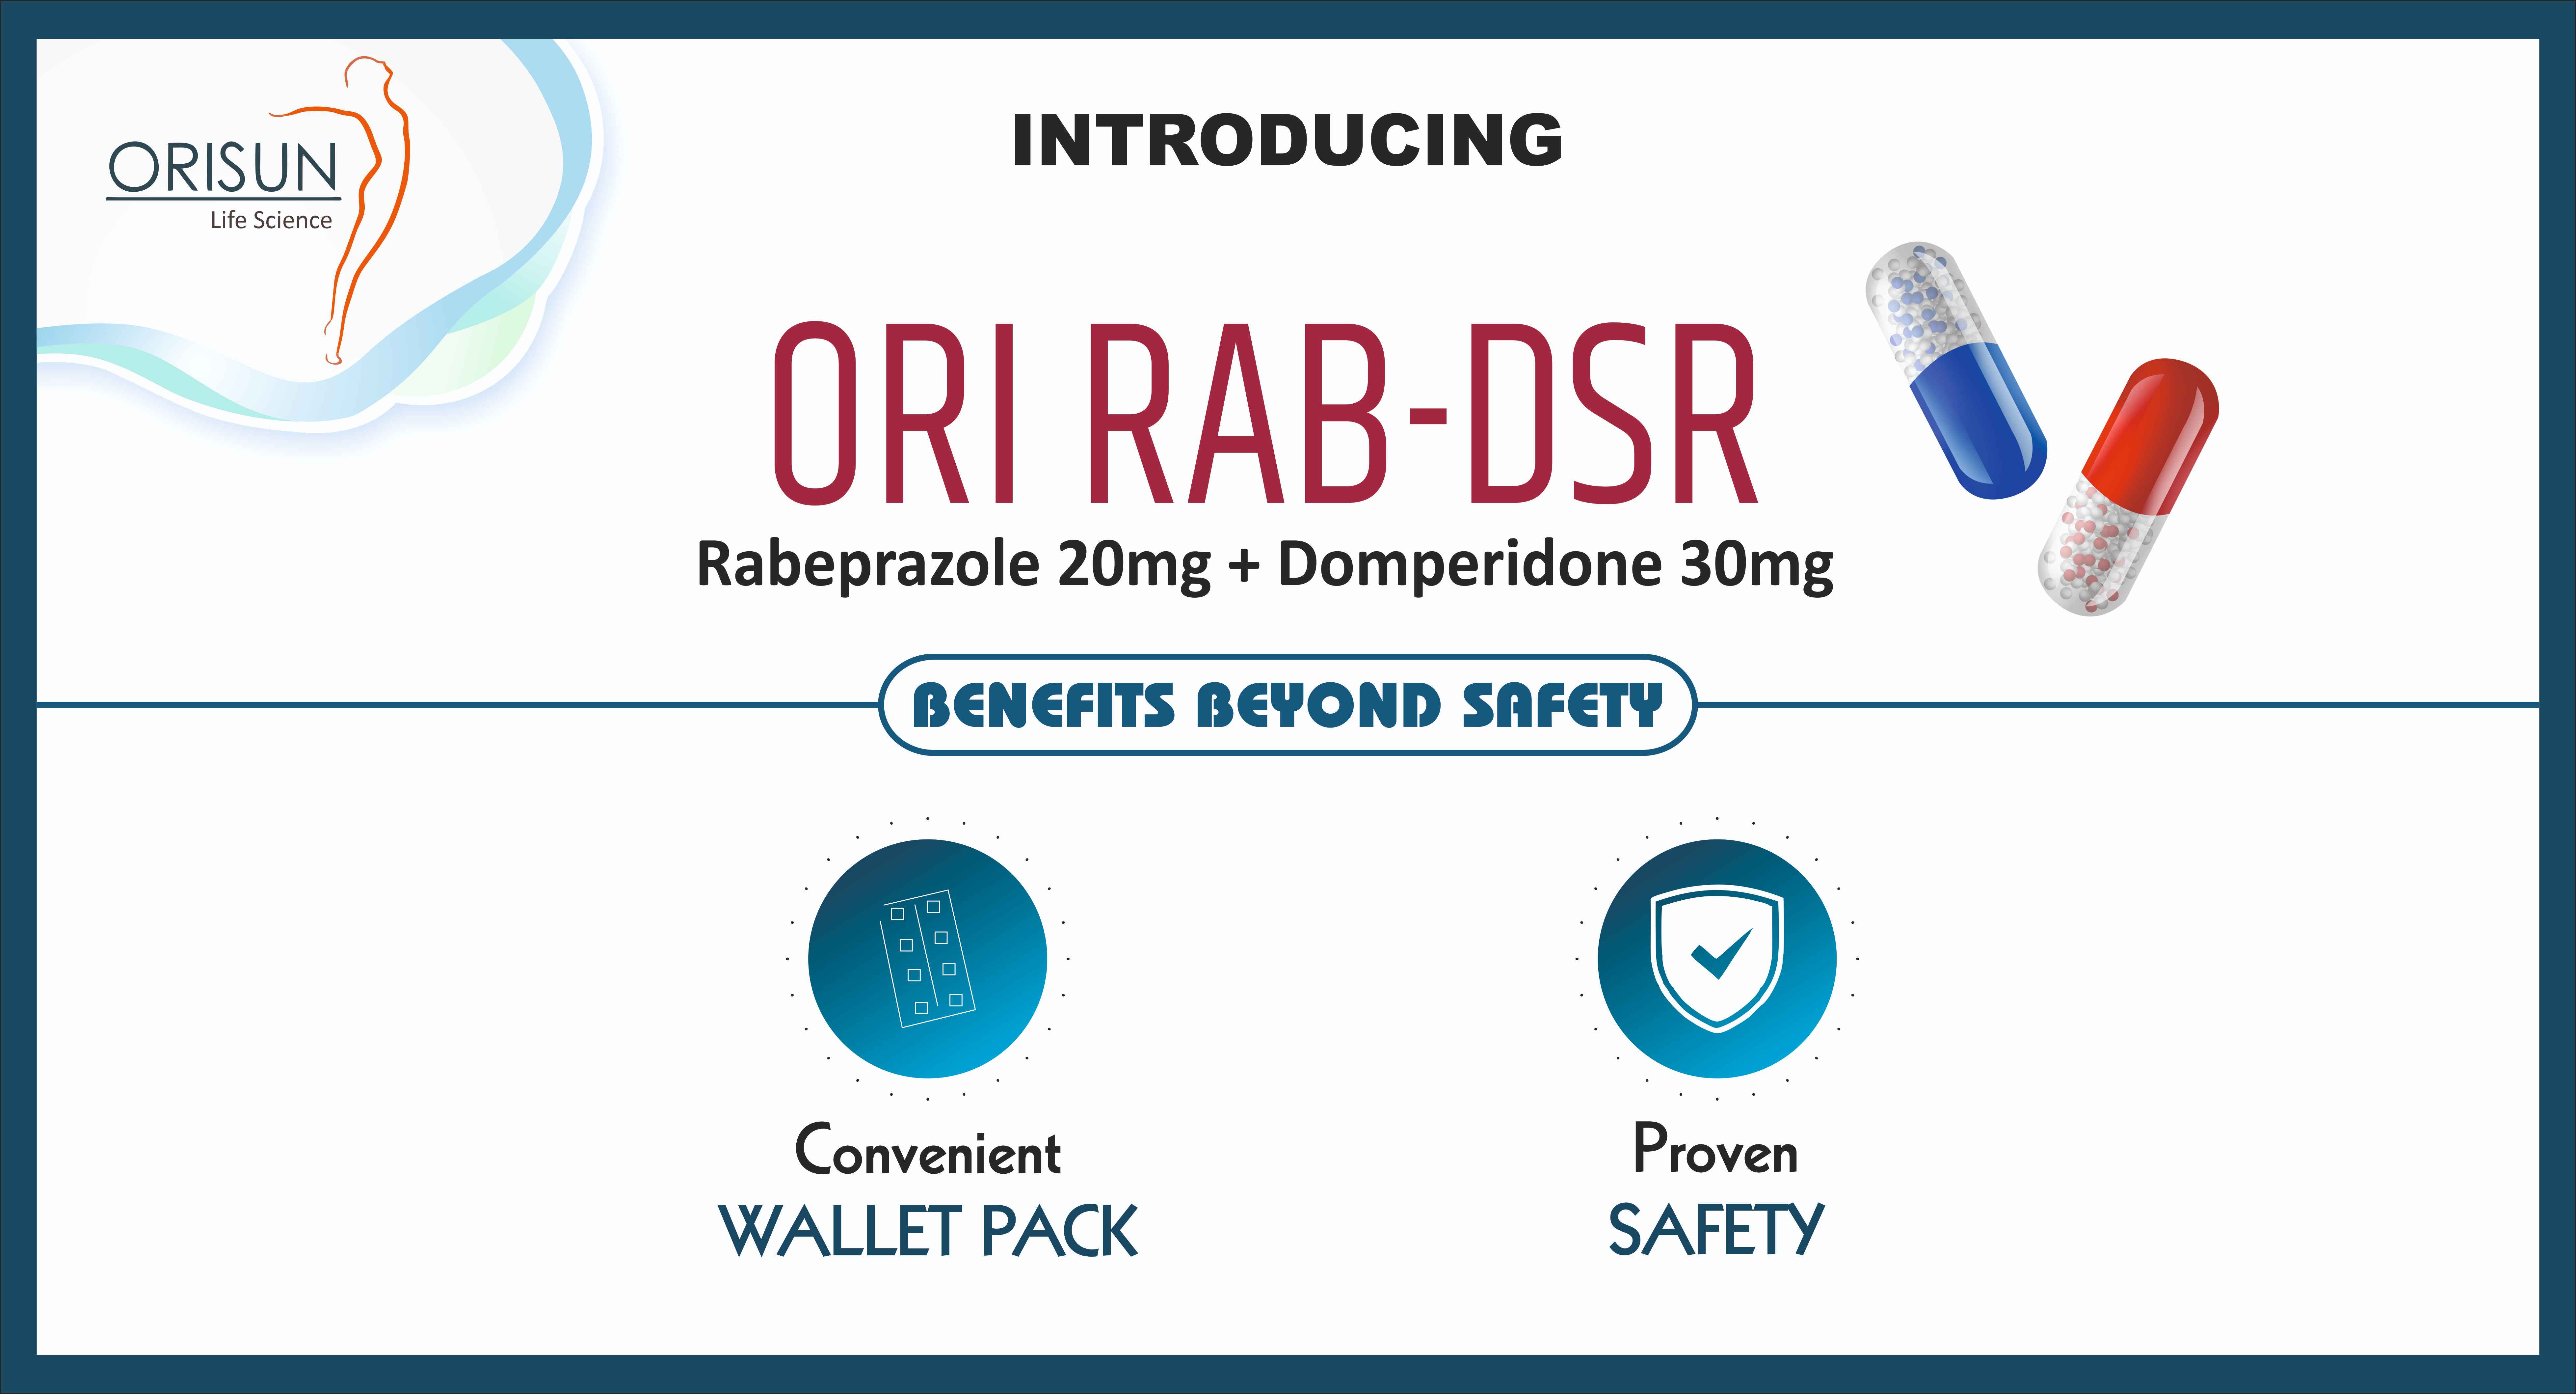 ORISUN
Life Science
INTRODUCING
ORI RAB-DSR
Rabeprazole 20mg + Domperidone 30mg
BENEFITS BEYOND SAFETY
Convenient
WALLET PACK
Proven
SAFETY